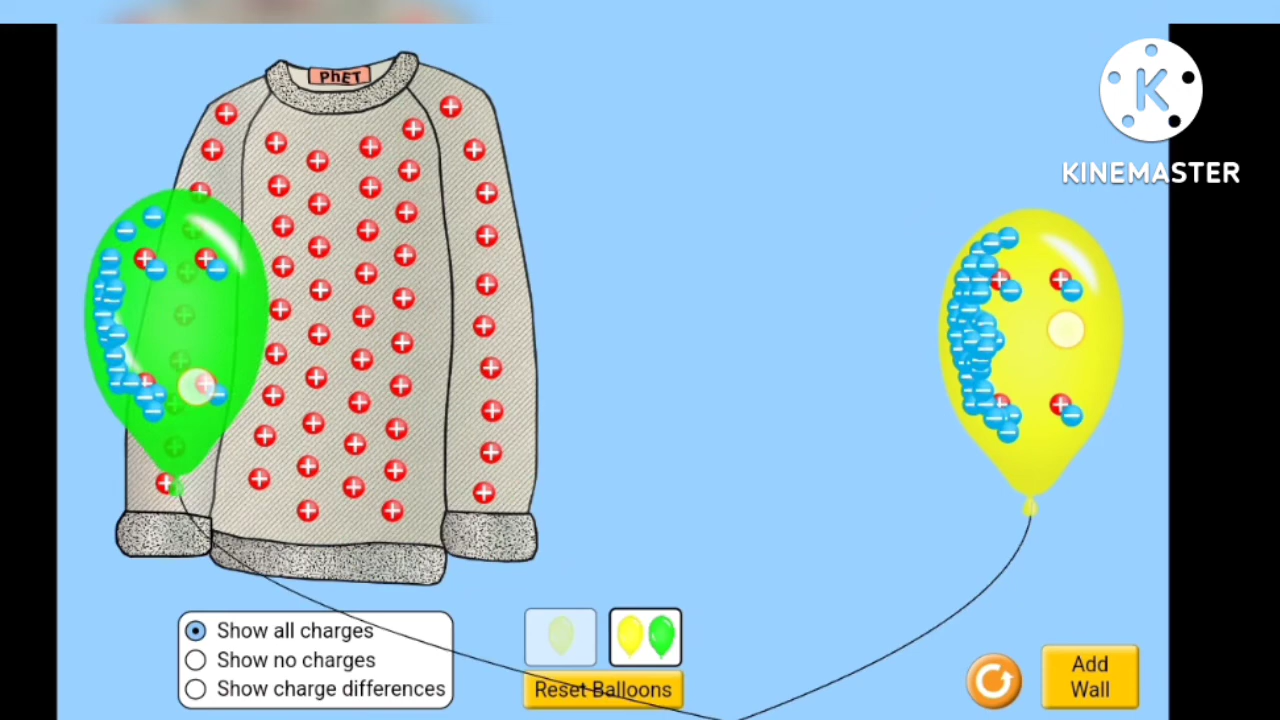 PhET
K
KINEMASTER
Show all charges
Show no charges
Show charge differences
Reset Balloons
Add
Wall